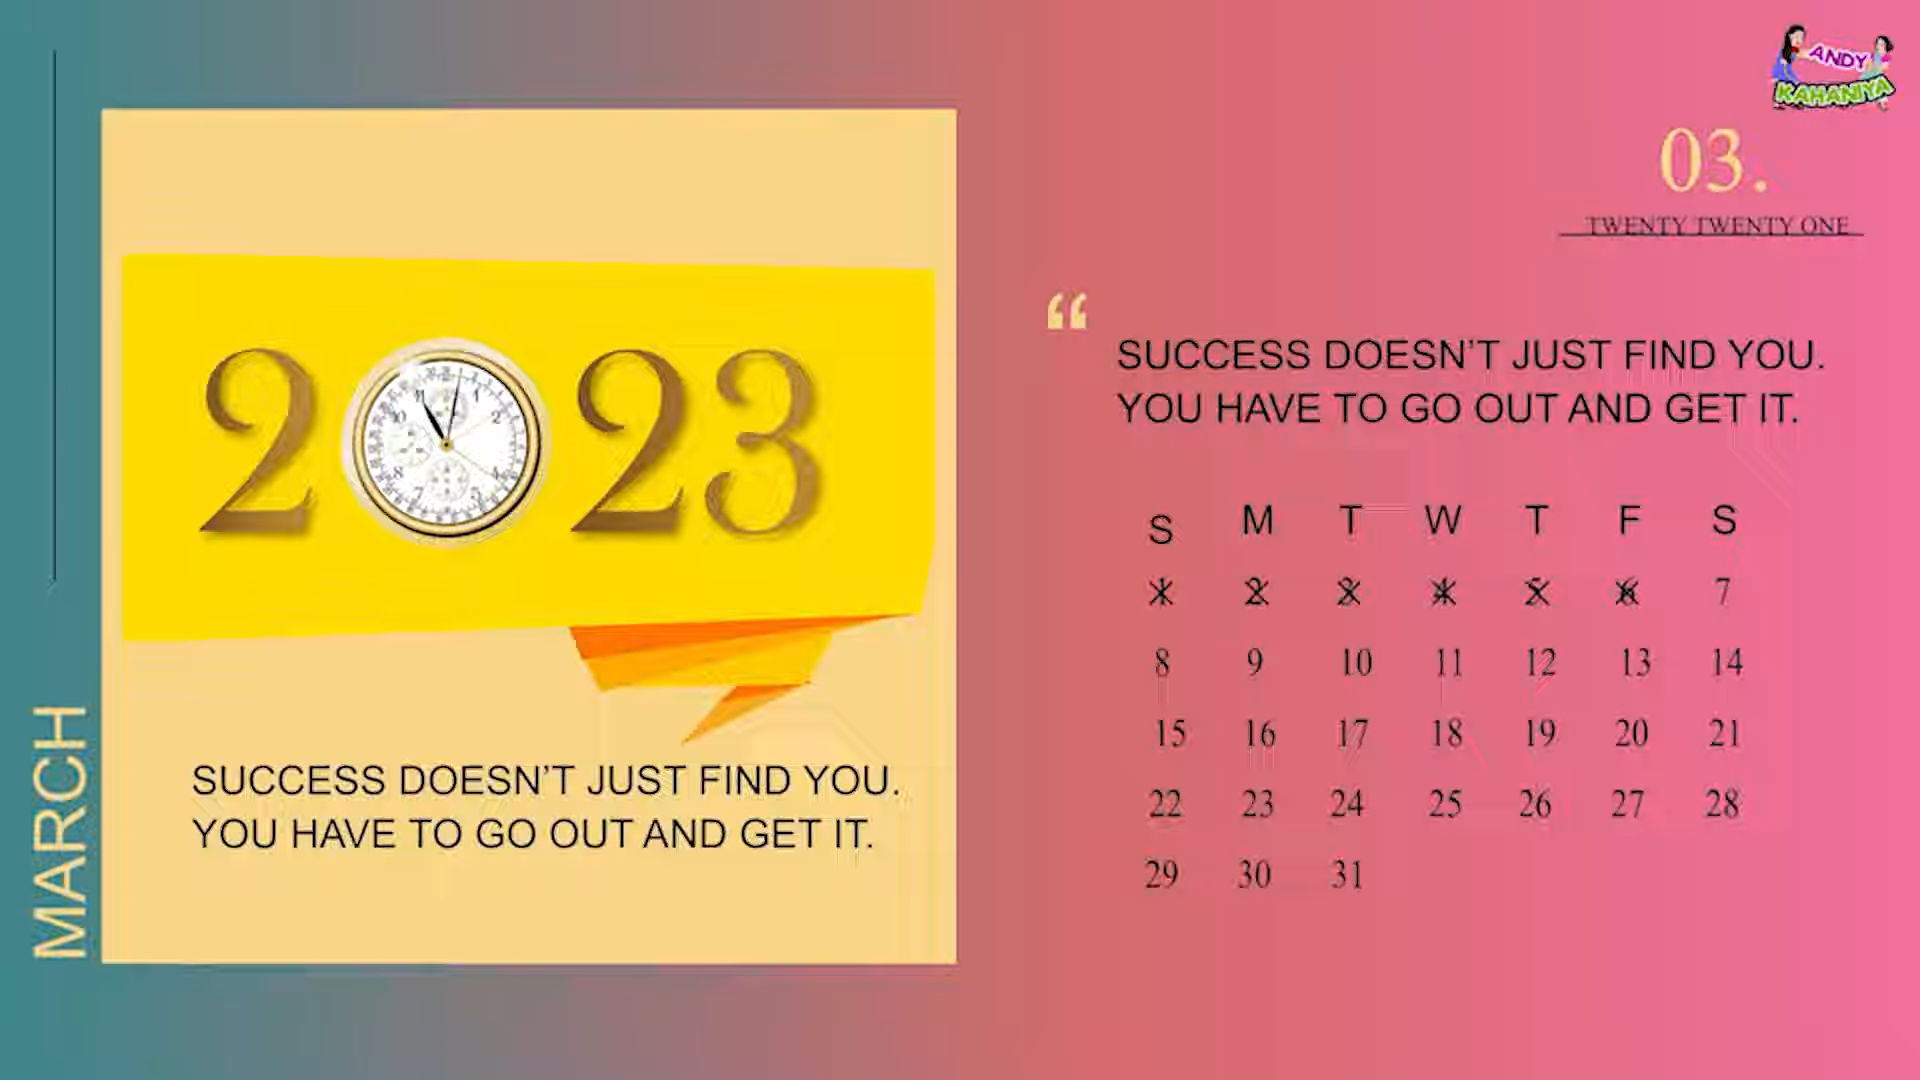 ANDY
KAHANIYA
03.
TWENTY TWENTY ONE
2023
SUCCESS DOESN'T JUST FIND YOU.
YOU HAVE TO GO OUT AND GET IT.
MARCH
“
SUCCESS DOESN'T JUST FIND YOU.
YOU HAVE TO GO OUT AND GET IT.
S M T W T F S
1 2 3 4 5 6 7
8 9 10 11 12 13 14
15 16 17 18 19 20 21
22 23 24 25 26 27 28
29 30 31